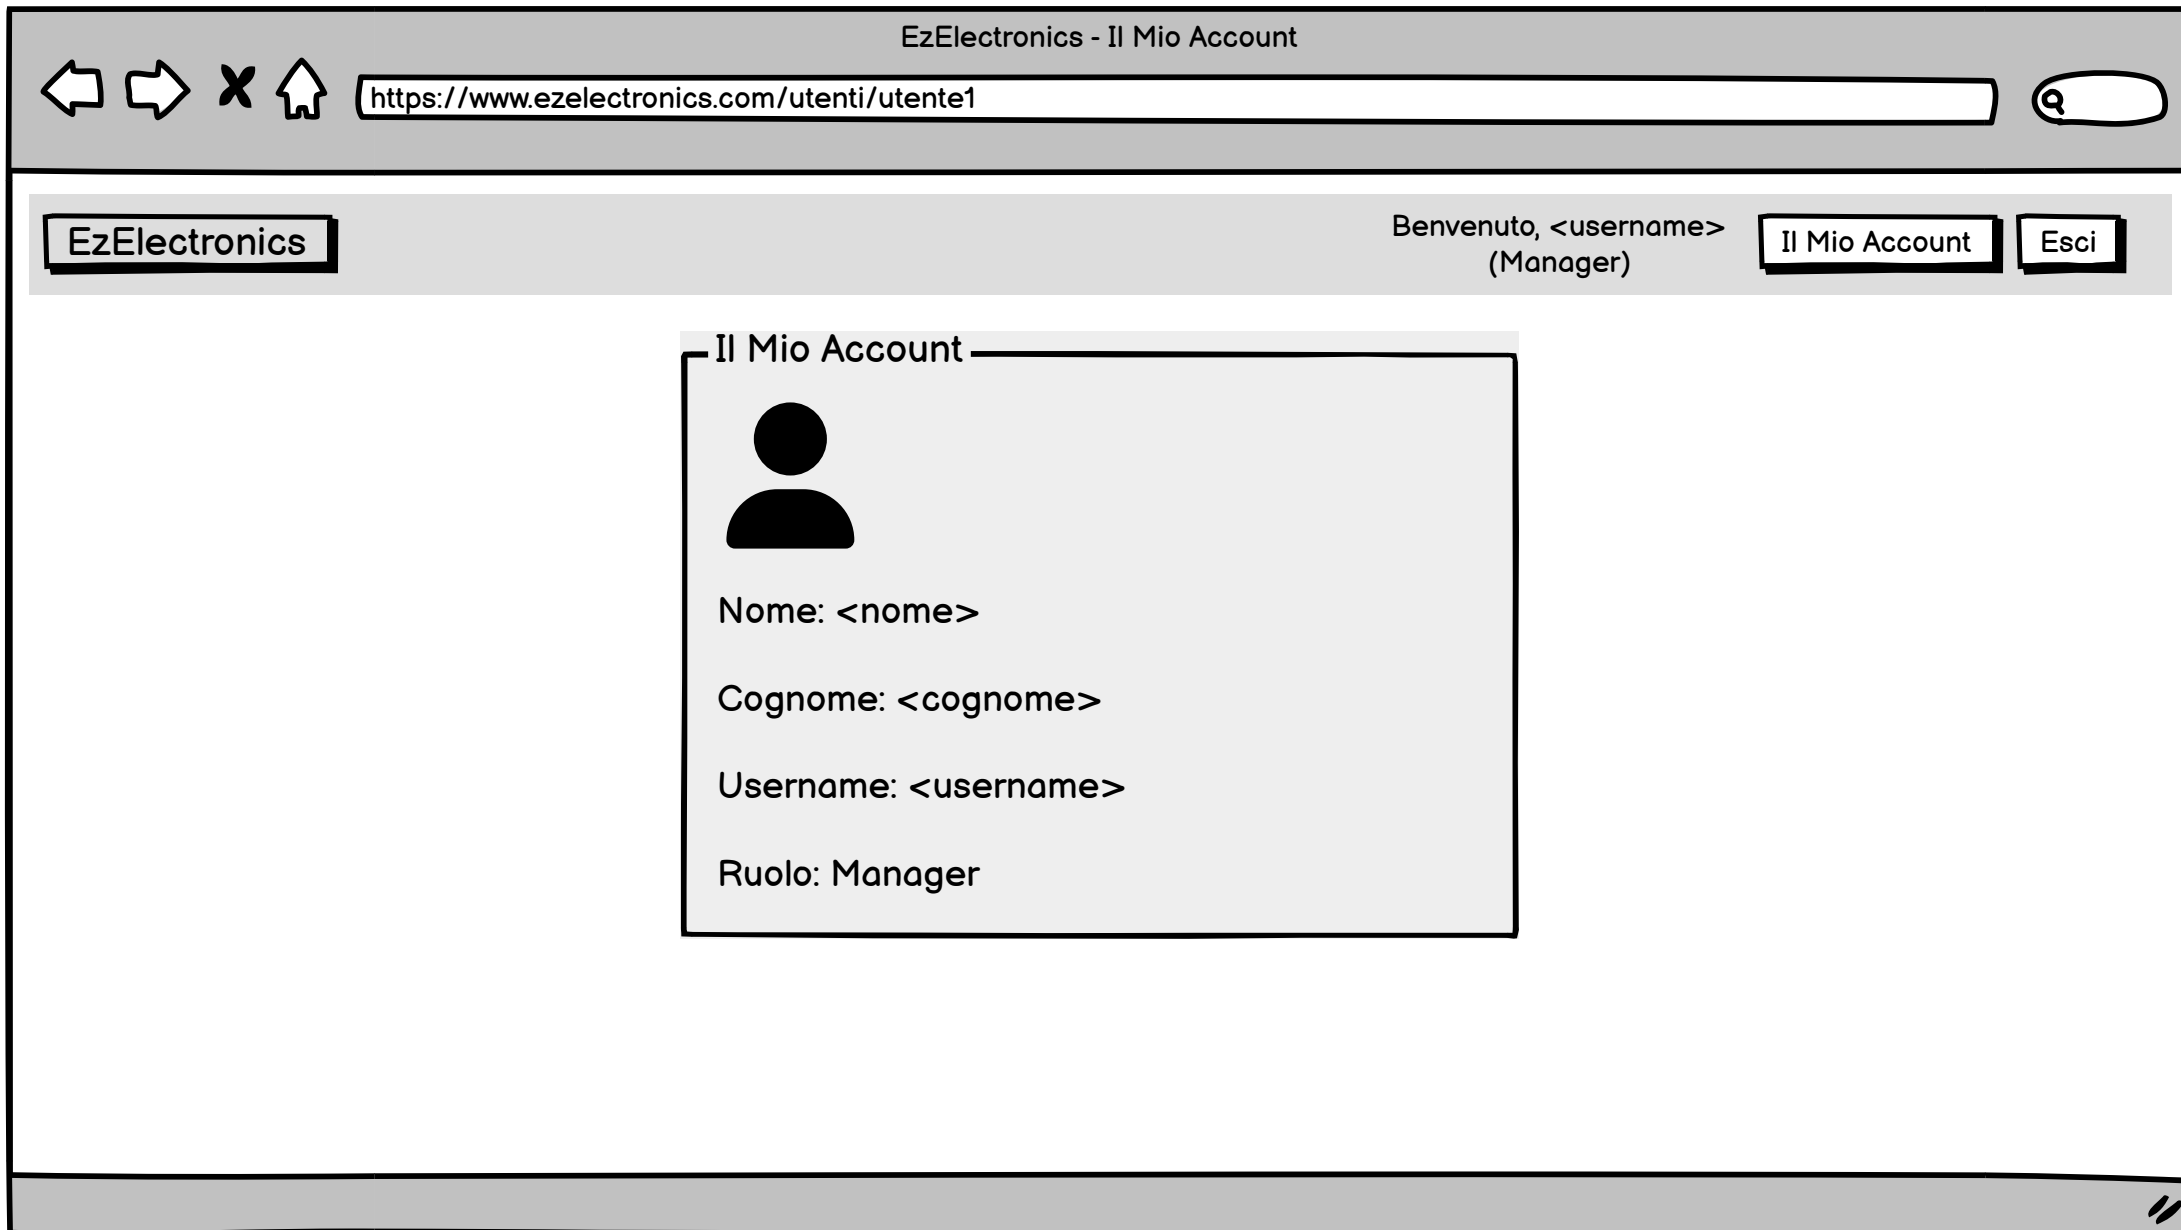 EzElectronics - Il Mio Account
https://www.ezelectronics.com/utenti/utente1
EzElectronics
Benvenuto, <username>
(Manager)
Il Mio Account
Esci
Il Mio Account
Nome: <nome>
Cognome: <cognome>
Username: <username>
Ruolo: Manager